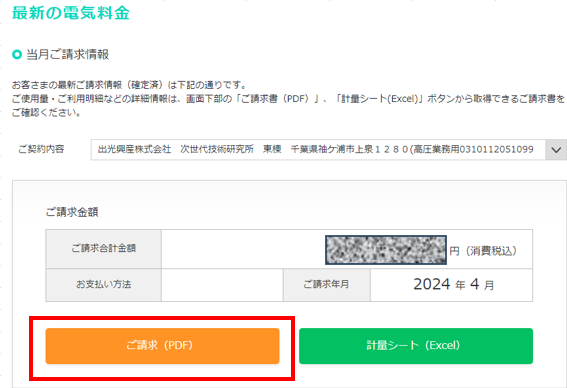 最新の電気料金
当月ご請求情報
お客さまの最新ご請求情報（確定済）は下記の通りです。
ご使用量・ご利用明細などの詳細情報は、画面下部の「ご請求書（PDF）」、「計量シート(Excel)」ボタンから取得できるご請求書を
ご確認ください。
ご契約内容 出光興産株式会社　次世代技術研究所　東棟　千葉県袖ケ浦市上泉１２８０(高圧業務用0310112051099
ご請求金額
ご請求合計金額 円（消費税込）
お支払い方法 ご請求年月 2024 年 4 月
ご請求（PDF） 計量シート（Excel）